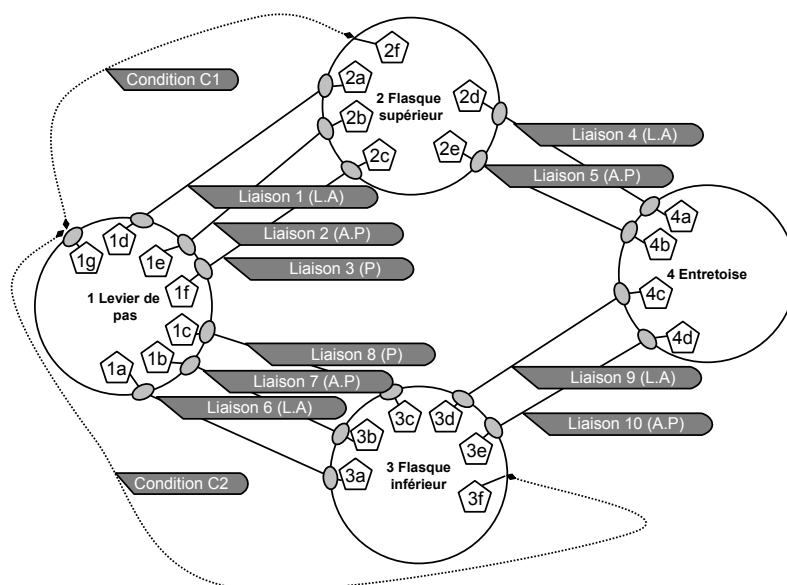 2f
Condition C1
2a
2d
2 Flasque
supérieur
2b
Liaison 4 (L.A)
2e
2c
Liaison 5 (A.P)
Liaison 1 (L.A)
4a
1d
Liaison 2 (A.P)
4b
1g
1e
Liaison 3 (P)
4 Entretoise
1f
4c
1 Levier de
pas
1c
4d
Liaison 8 (P)
1b
1a
Liaison 7 (A.P)
Liaison 9 (L.A)
Liaison 6 (L.A)
3c
3d
Liaison 10 (A.P)
3b
3e
3 Flasque
inférieur
3a
Condition C2
3f